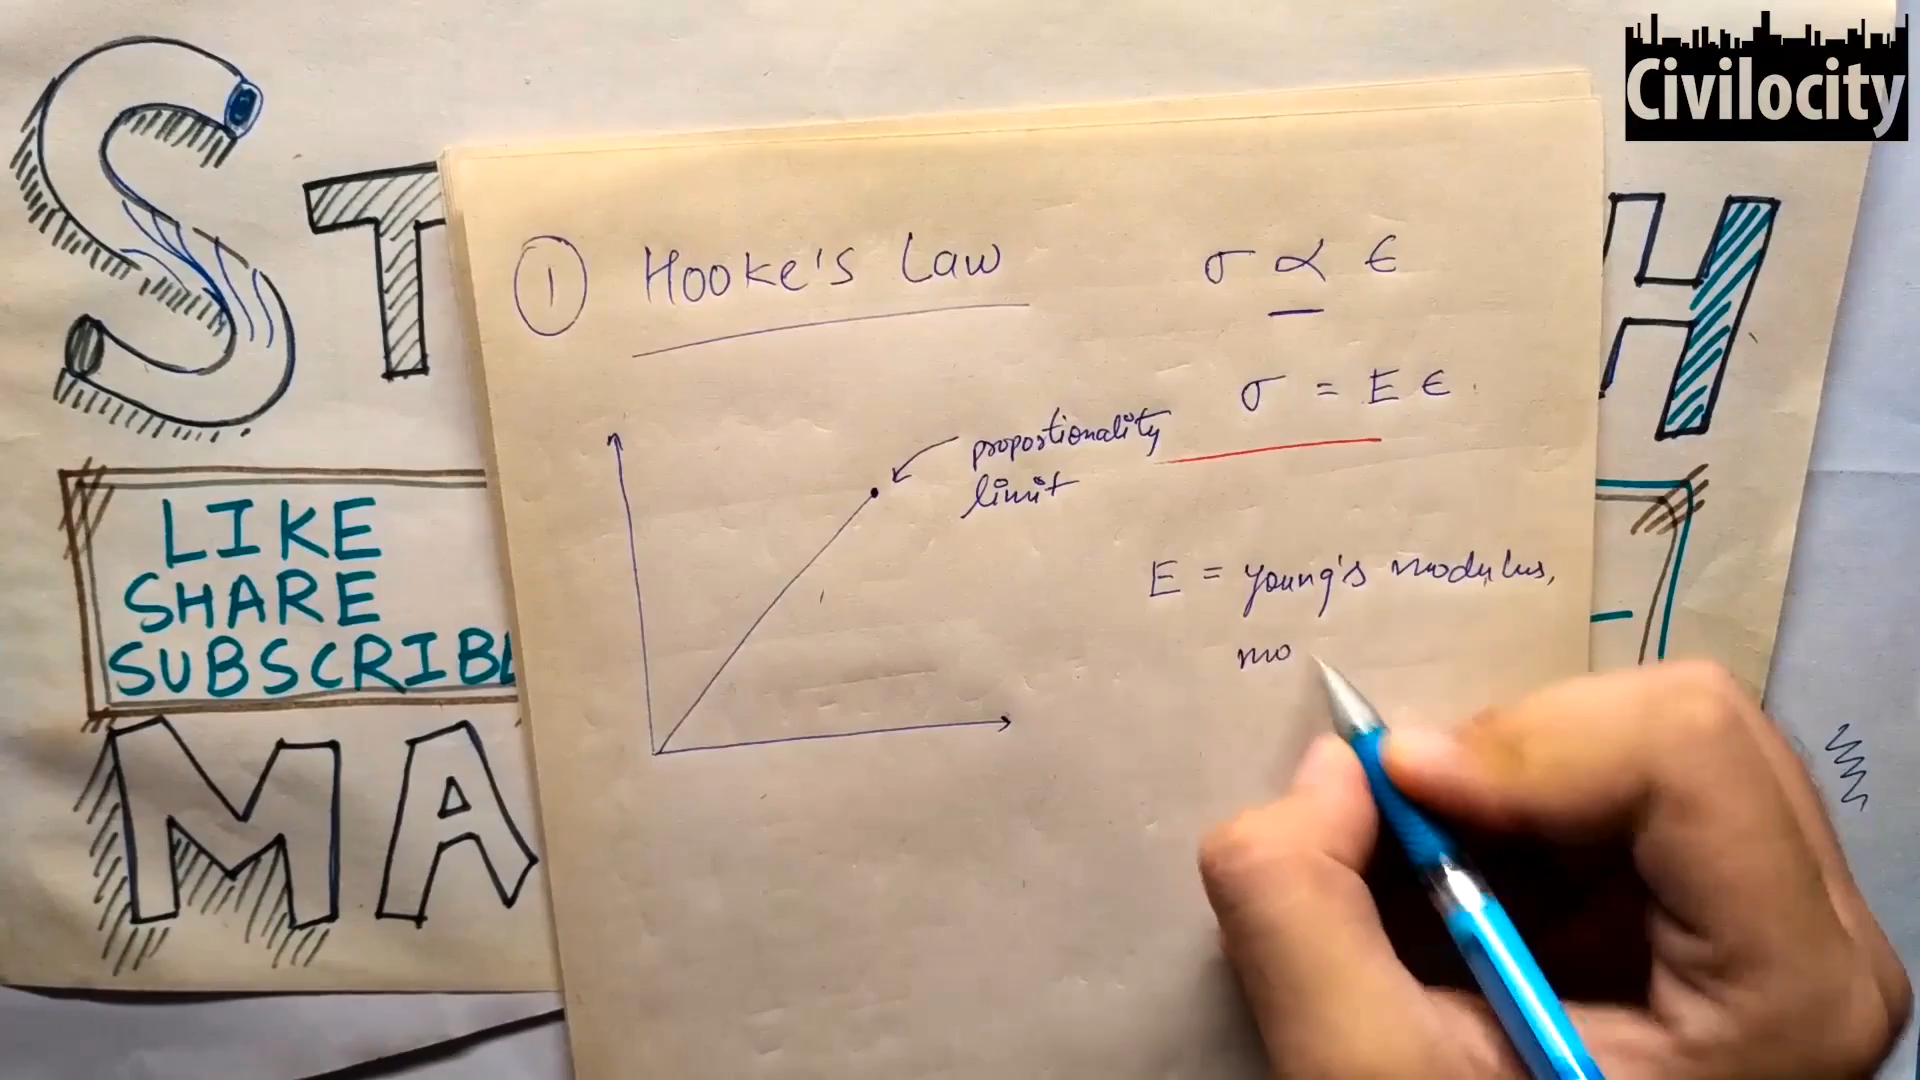 Civilocity
ST
H
① Hooke's Law
σ ∝ ϵ
σ = E ϵ
proportionality
limit
E = young's modulus,
mo
LIKE
SHARE
SUBSCRIB
MA